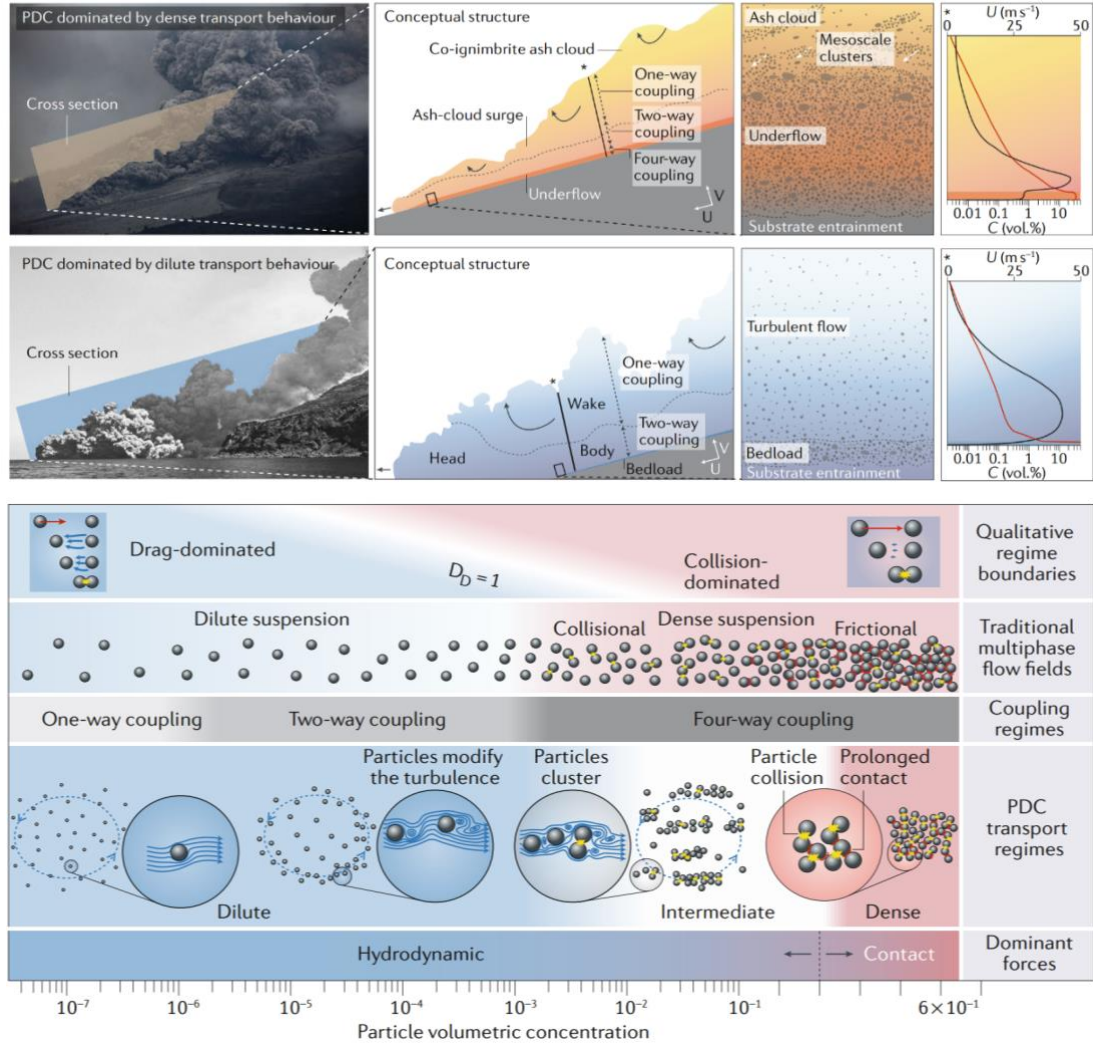 PDC dominated by dense transport behaviour
Cross section
Conceptual structure
Co-ignimbrite ash cloud
*
One-way
coupling
Ash-cloud surge
Two-way
coupling
Four-way
coupling
Underflow
V
U
Ash cloud
Mesoscale
clusters
Underflow
Substrate entrainment
* U (m s⁻¹)
0 25 50
0.01 0.1 1 10
C (vol.%)
PDC dominated by dilute transport behaviour
Cross section
Conceptual structure
One-way
coupling
*
Wake
Two-way
coupling
Head
Body
Bedload
V
U
Turbulent flow
Bedload
Substrate entrainment
* U (m s⁻¹)
0 25 50
0.01 0.1 1 10
C (vol.%)
Drag-dominated
D_D = 1
Collision-
dominated
Qualitative
regime
boundaries
Dilute suspension
Collisional
Dense suspension
Frictional
Traditional
multiphase
flow fields
One-way coupling
Two-way coupling
Four-way coupling
Coupling
regimes
Particles modify
the turbulence
Particles
cluster
Particle
collision
Prolonged
contact
Dilute
Intermediate
Dense
PDC
transport
regimes
Hydrodynamic
Contact
Dominant
forces
10⁻⁷ 10⁻⁶ 10⁻⁵ 10⁻⁴ 10⁻³ 10⁻² 10⁻¹ 6×10⁻¹
Particle volumetric concentration